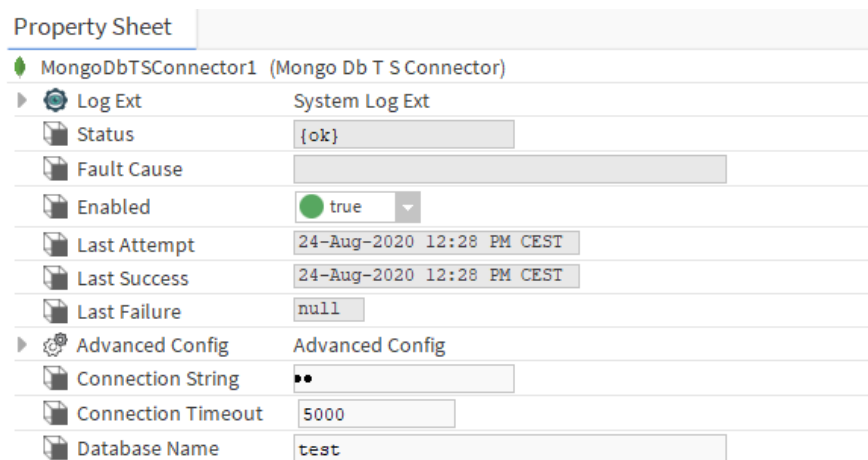 Property Sheet
MongoDbTSConnector1 (Mongo Db T S Connector)
Log Ext System Log Ext
Status {ok}
Fault Cause
Enabled true
Last Attempt 24-Aug-2020 12:28 PM CEST
Last Success 24-Aug-2020 12:28 PM CEST
Last Failure null
Advanced Config Advanced Config
Connection String ••
Connection Timeout 5000
Database Name test